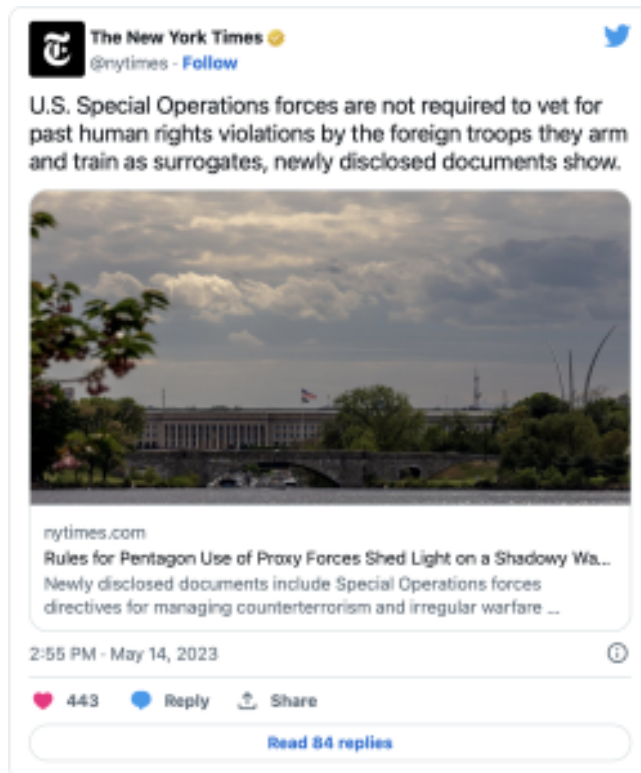 The New York Times
@nytimes · Follow
U.S. Special Operations forces are not required to vet for
past human rights violations by the foreign troops they arm
and train as surrogates, newly disclosed documents show.
nytimes.com
Rules for Pentagon Use of Proxy Forces Shed Light on a Shadowy Wa...
Newly disclosed documents include Special Operations forces
directives for managing counterterrorism and irregular warfare ...
2:55 PM · May 14, 2023
443 Reply Share
Read 84 replies